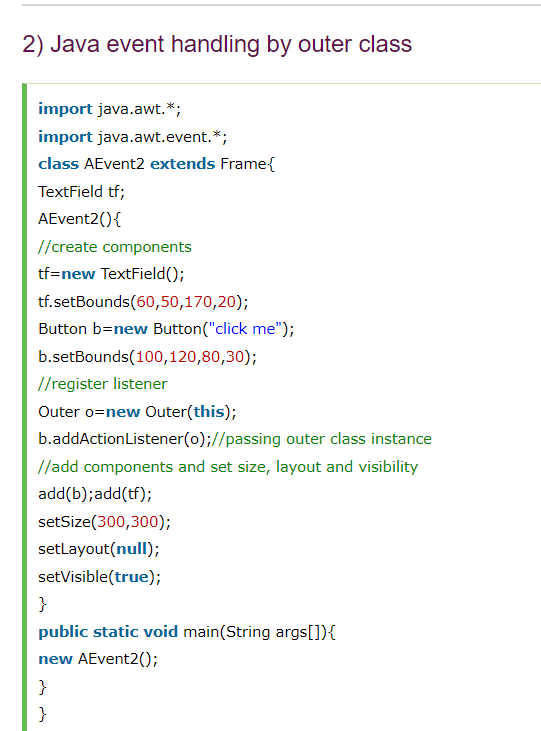 2) Java event handling by outer class
import java.awt.*;
import java.awt.event.*;
class AEvent2 extends Frame{
TextField tf;
AEvent2(){
//create components
tf=new TextField();
tf.setBounds(60,50,170,20);
Button b=new Button("click me");
b.setBounds(100,120,80,30);
//register listener
Outer o=new Outer(this);
b.addActionListener(o);//passing outer class instance
//add components and set size, layout and visibility
add(b);add(tf);
setSize(300,300);
setLayout(null);
setVisible(true);
}
public static void main(String args[]){
new AEvent2();
}
}